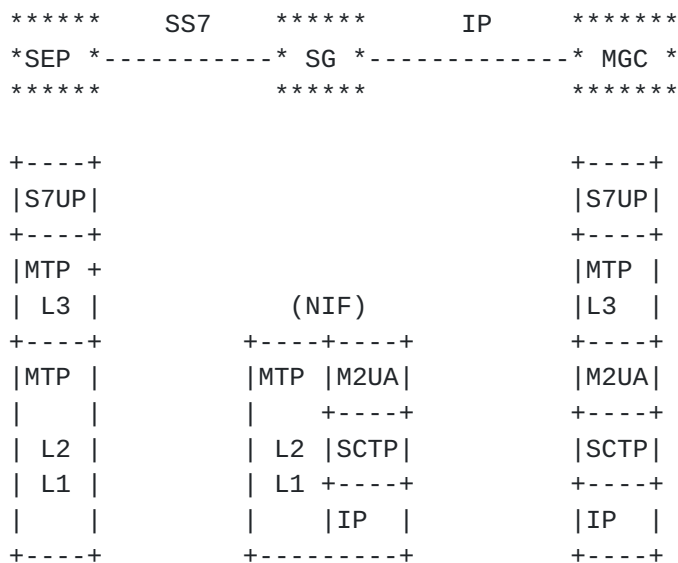 ******    SS7    ******      IP     *******
*SEP *-----------* SG *-------------* MGC *
******           ******             *******

+----+                              +----+
|S7UP|                              |S7UP|
+----+                              +----+
|MTP +                              |MTP |
| L3 |            (NIF)             |L3  |
+----+         +----+----+          +----+
|MTP |         |MTP |M2UA|          |M2UA|
|    |         |    +----+          +----+
| L2 |         | L2 |SCTP|          |SCTP|
| L1 |         | L1 +----+          +----+
|    |         |    |IP  |          |IP  |
+----+         +---------+          +----+